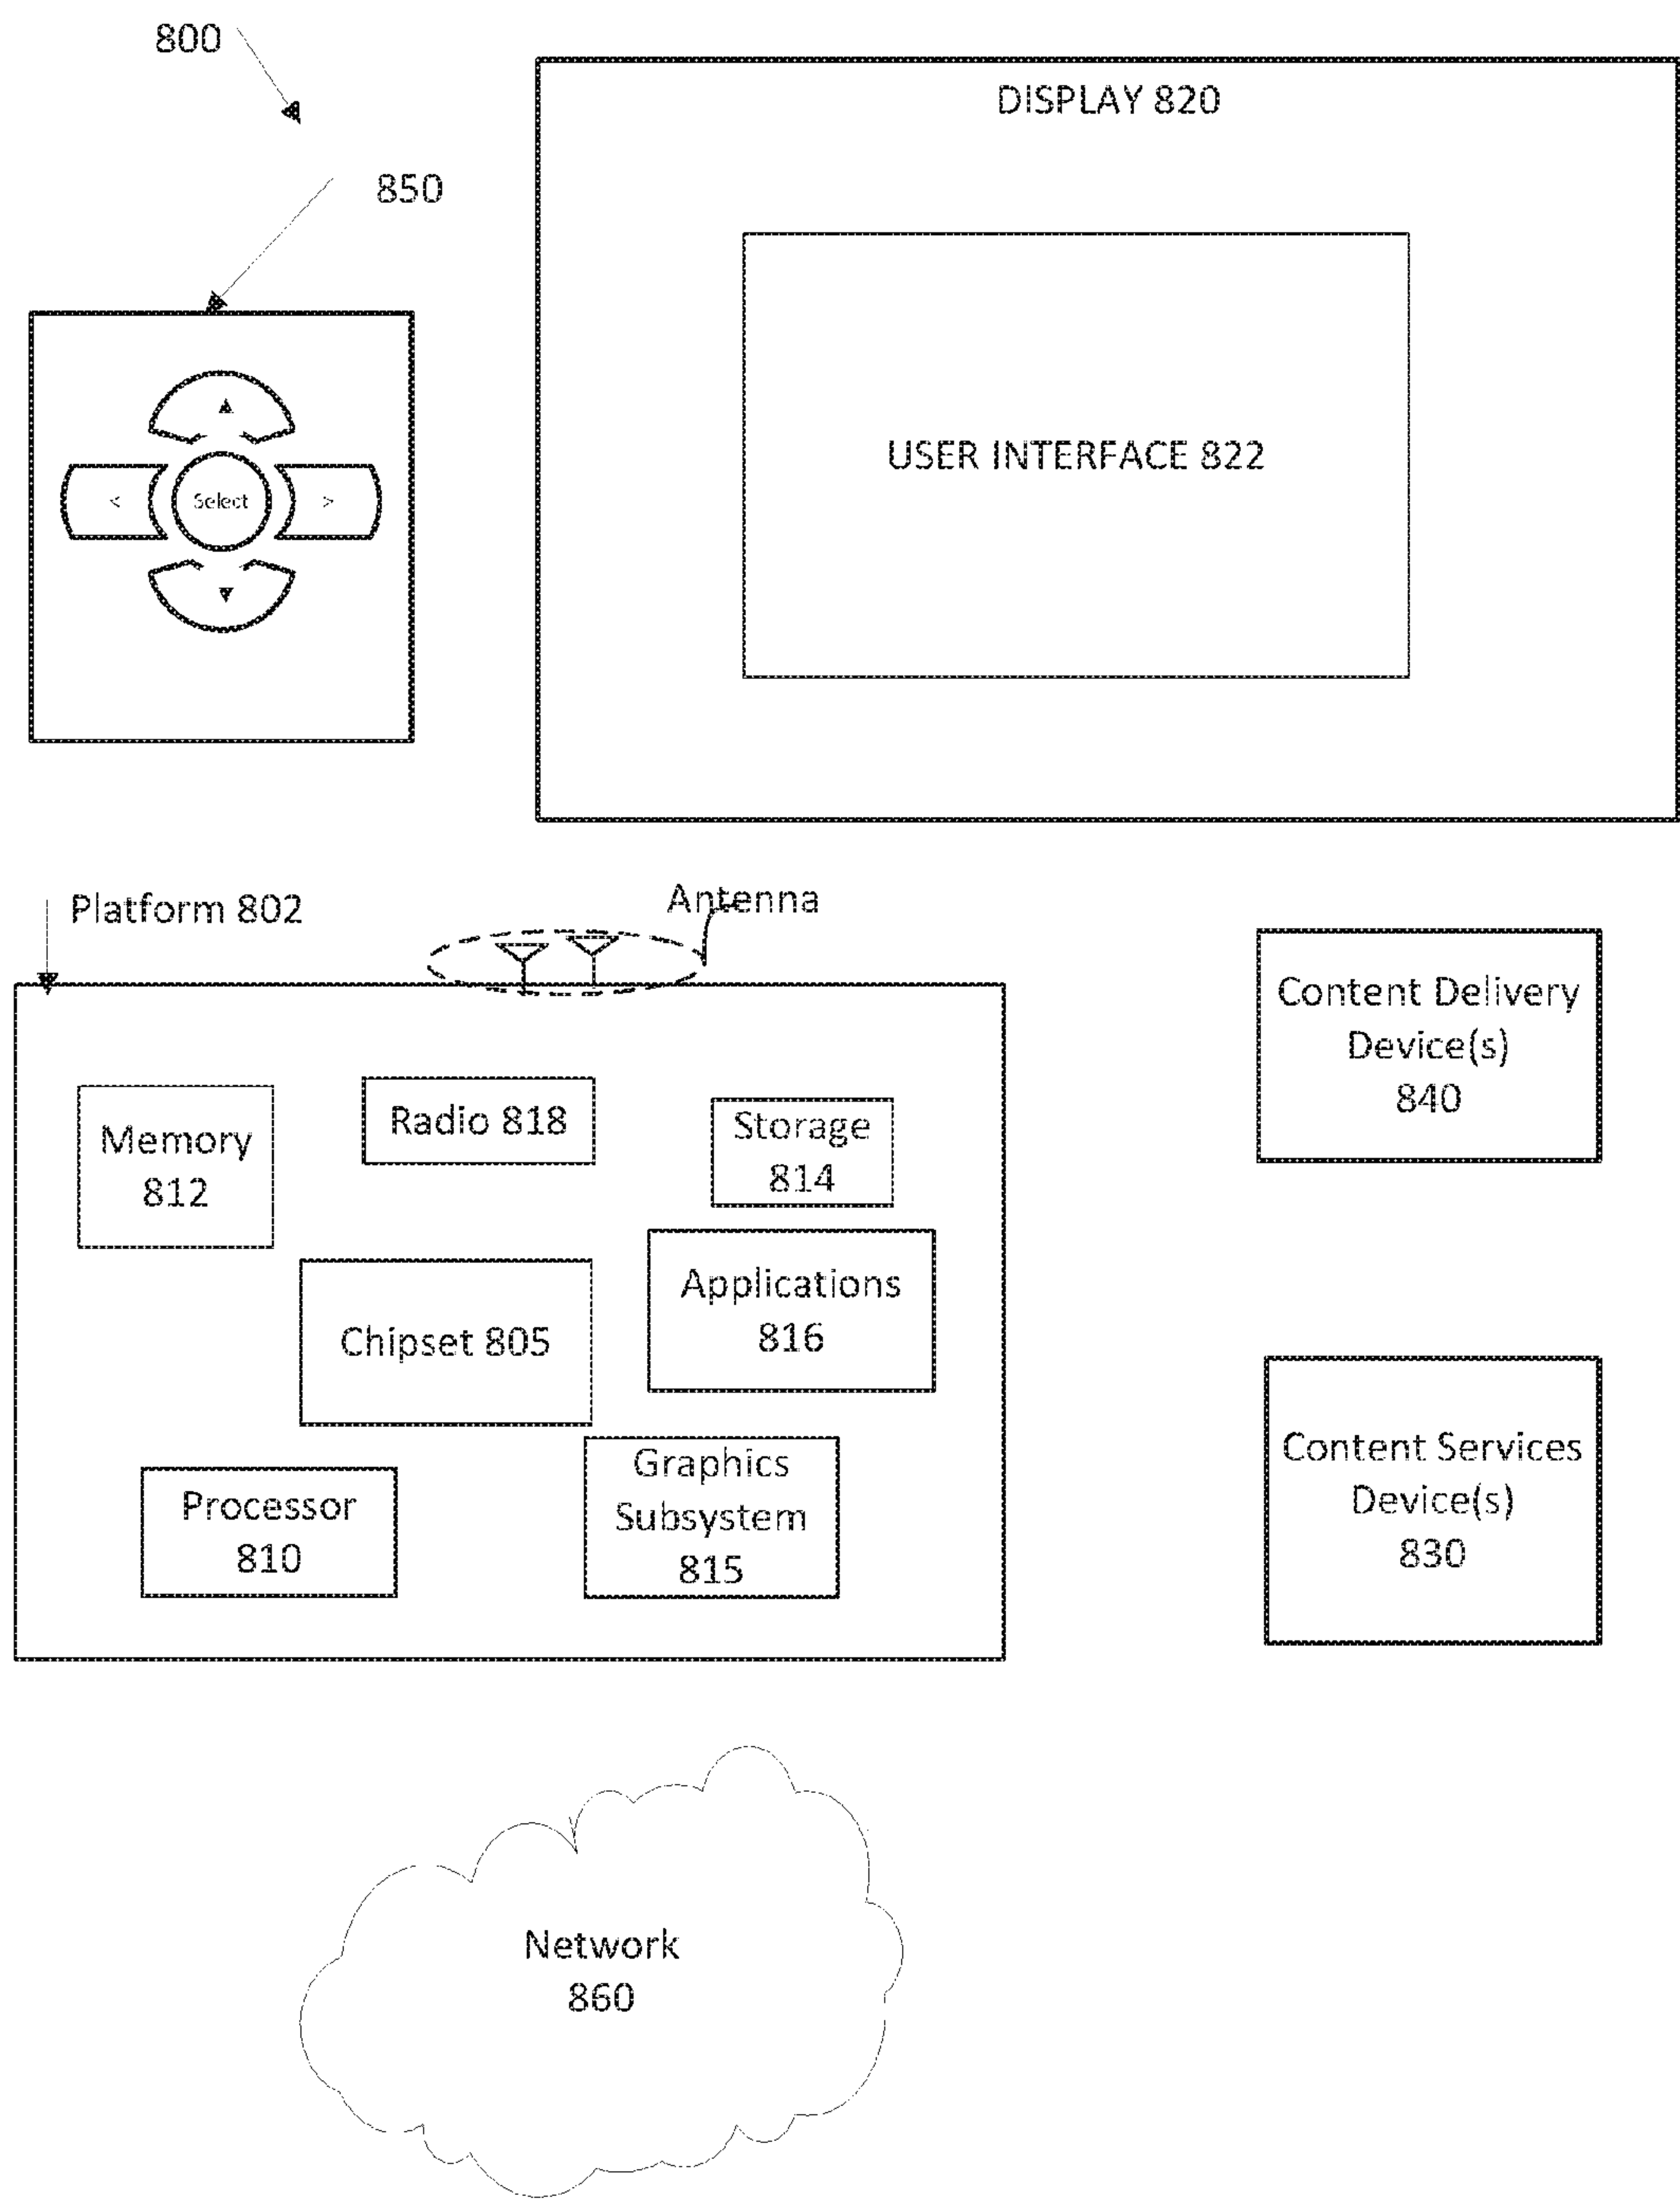 800
DISPLAY 820
850
USER INTERFACE 822
<
Select
>
Platform 802
Antenna
Content Delivery
Device(s)
840
Memory
812
Radio 818
Storage
814
Chipset 805
Applications
816
Processor
810
Graphics
Subsystem
815
Content Services
Device(s)
830
Network
860